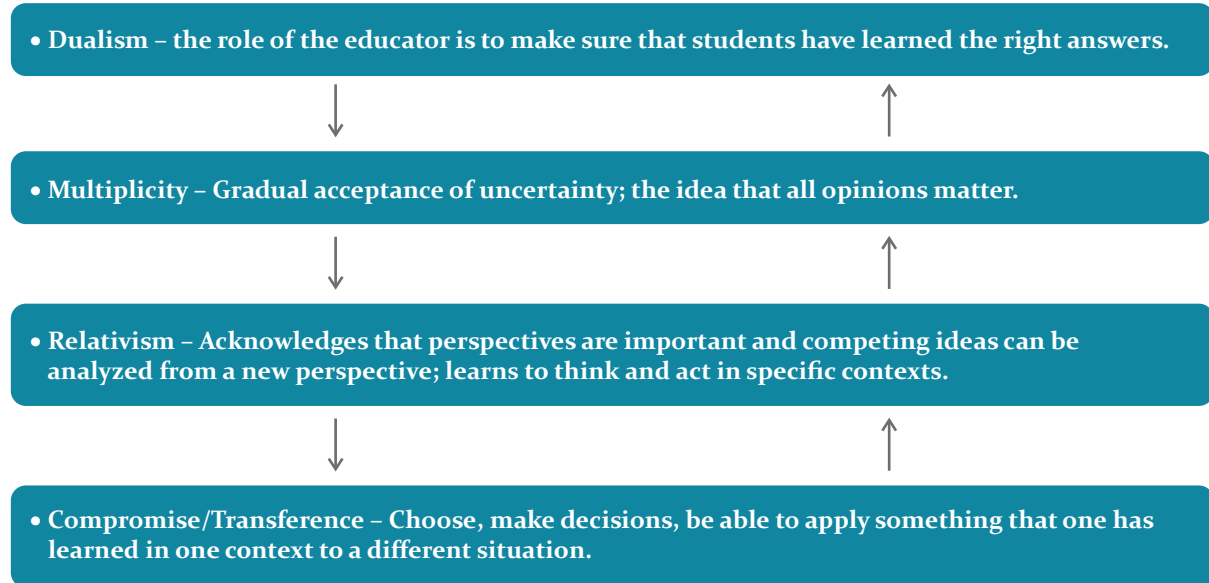 • Dualism – the role of the educator is to make sure that students have learned the right answers.
• Multiplicity – Gradual acceptance of uncertainty; the idea that all opinions matter.
• Relativism – Acknowledges that perspectives are important and competing ideas can be
analyzed from a new perspective; learns to think and act in specific contexts.
• Compromise/Transference – Choose, make decisions, be able to apply something that one has
learned in one context to a different situation.